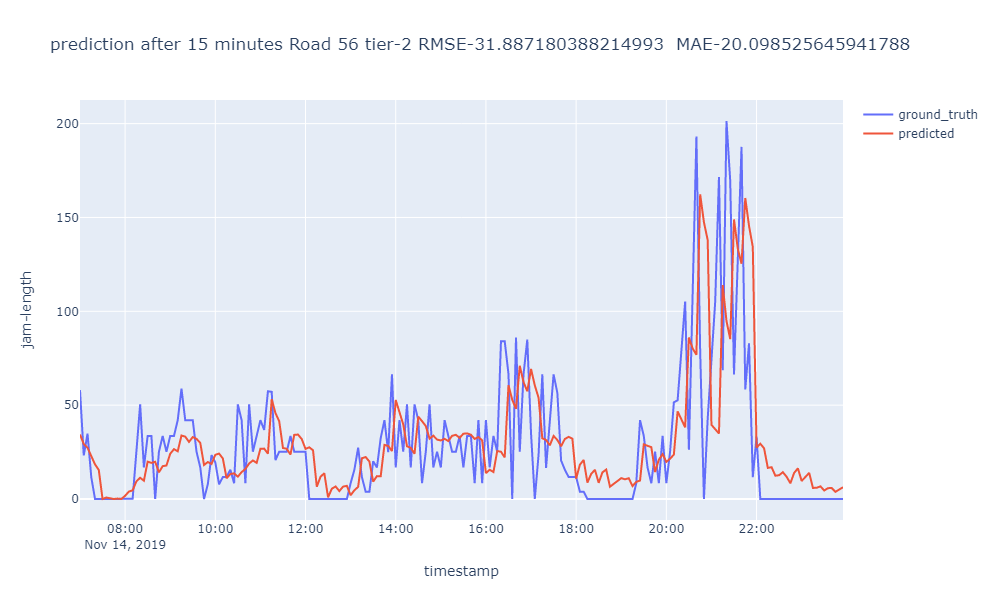 prediction after 15 minutes Road 56 tier-2 RMSE-31.887180388214993  MAE-20.098525645941788
ground_truth
predicted
200
150
100
50
0
jam-length
08:00 10:00 12:00 14:00 16:00 18:00 20:00 22:00
Nov 14, 2019
timestamp